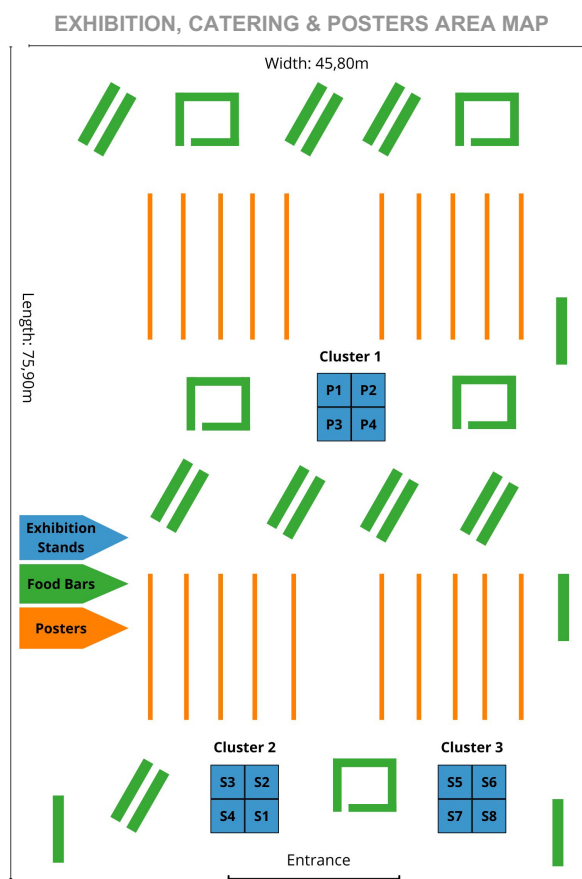 EXHIBITION, CATERING & POSTERS AREA MAP
Width: 45,80m
Length: 75,90m
Cluster 1
P1 P2
P3 P4
Exhibition
Stands
Food Bars
Posters
Cluster 2
S3 S2
S4 S1
Cluster 3
S5 S6
S7 S8
Entrance